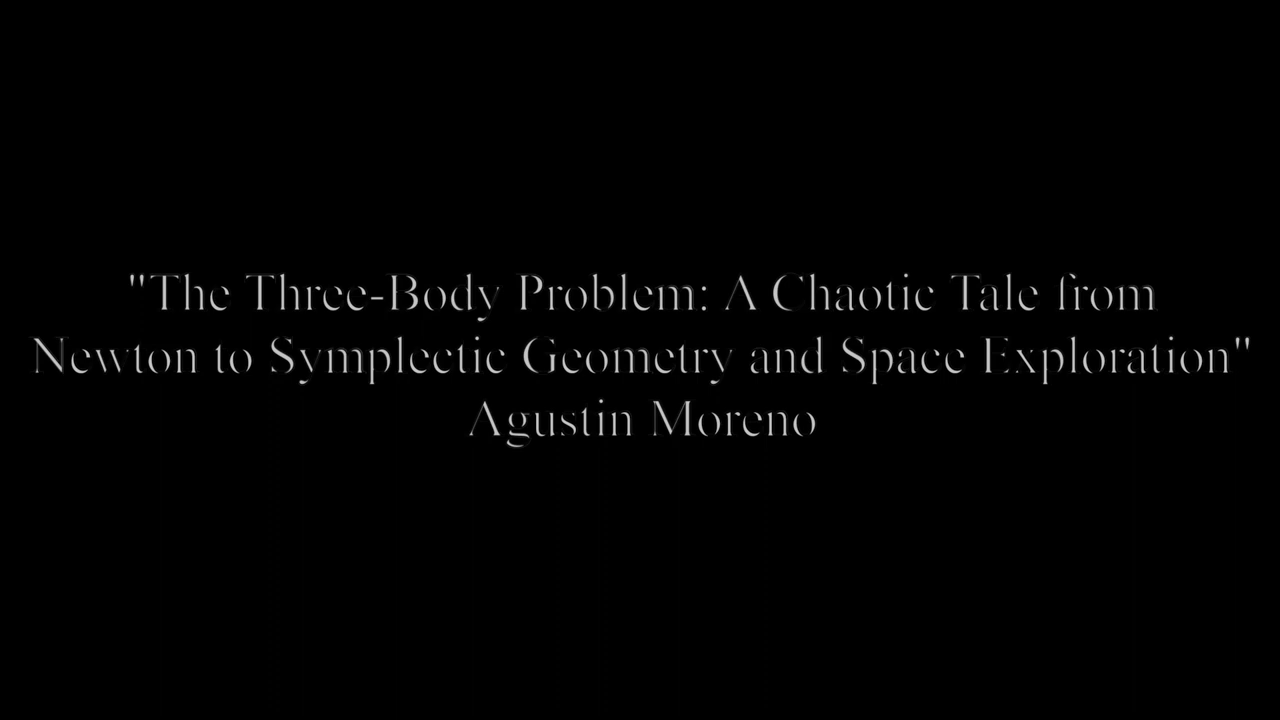 "The Three-Body Problem: A Chaotic Tale from
Newton to Symplectic Geometry and Space Exploration"
Agustin Moreno